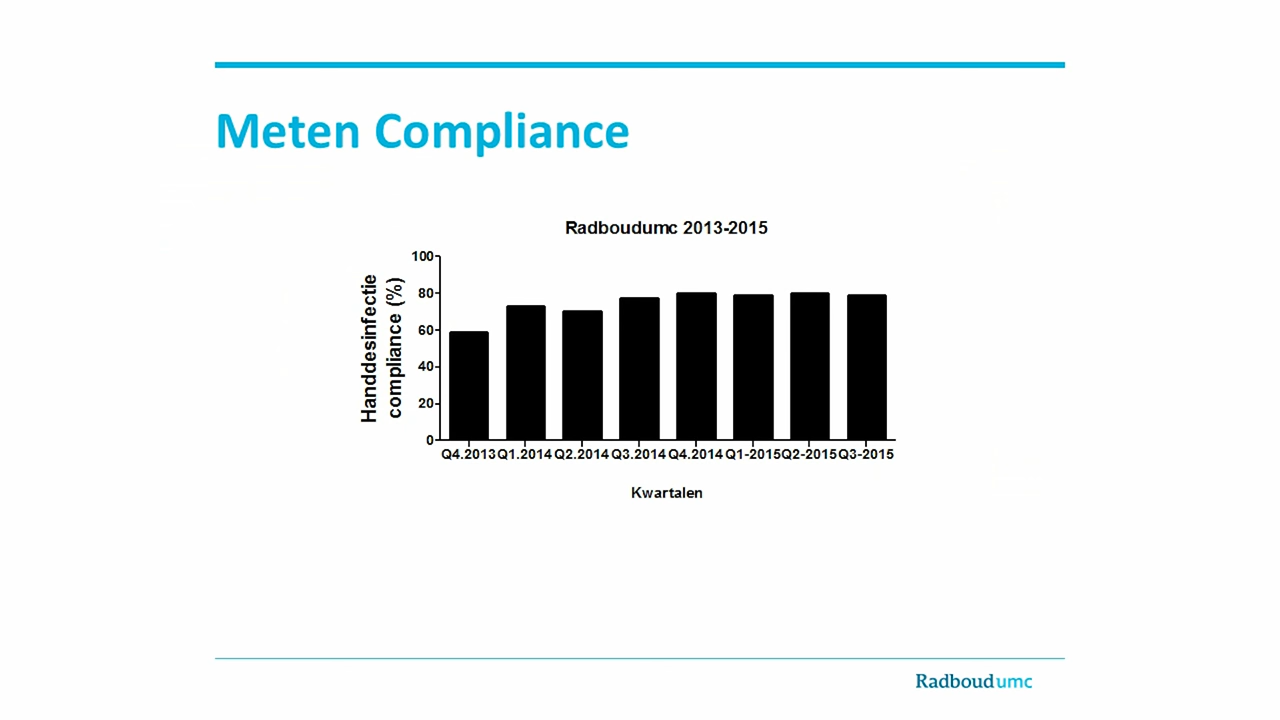 Meten Compliance
Radboudumc 2013-2015
Handdesinfectie
compliance (%)
100
80
60
40
20
0
Q4.2013 Q1.2014 Q2.2014 Q3.2014 Q4.2014 Q1-2015 Q2-2015 Q3-2015
Kwartalen
Radboudumc